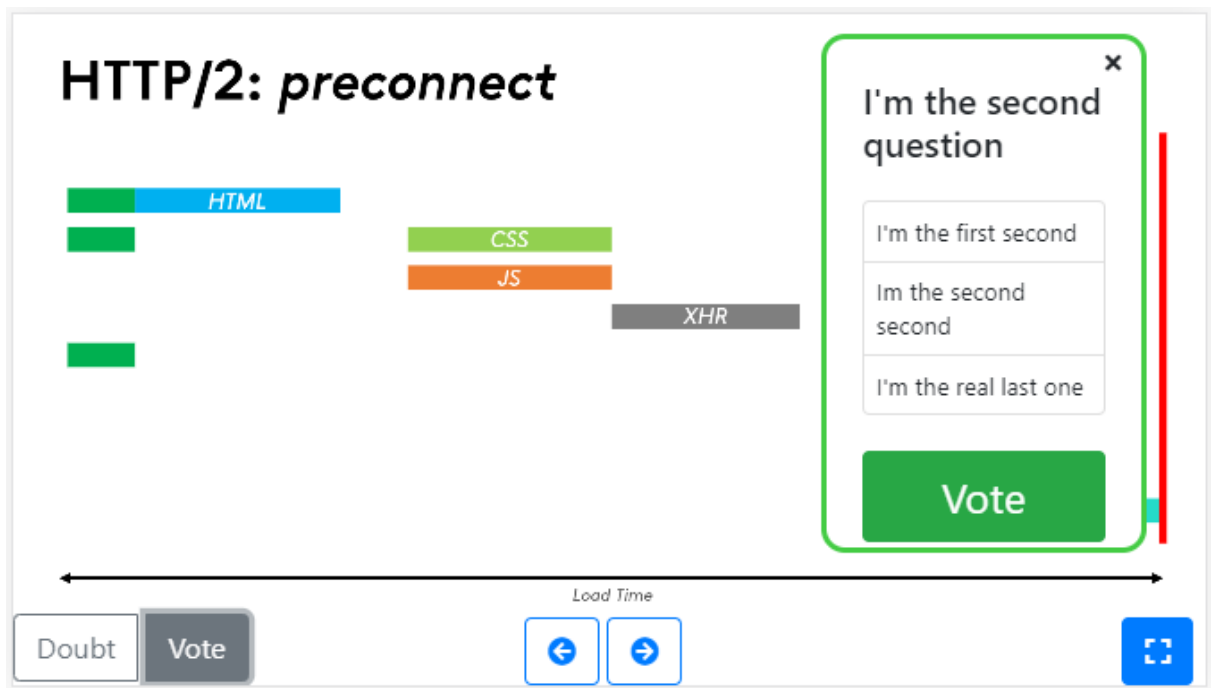 HTTP/2: preconnect
HTML
CSS
JS
XHR
Load Time
×
I'm the second
question
I'm the first second
Im the second
second
I'm the real last one
Vote
Doubt
Vote